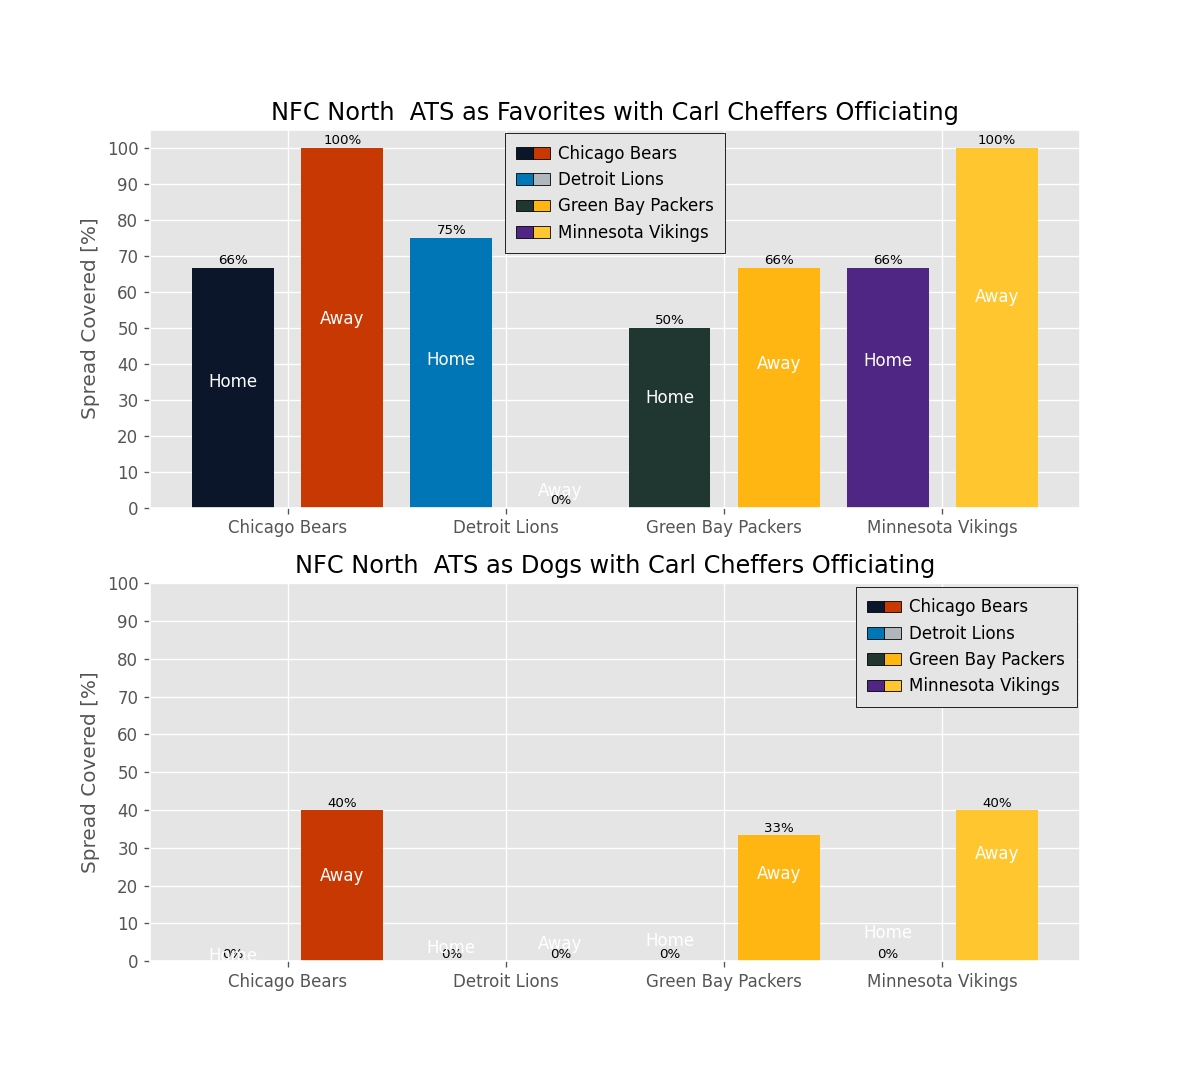 NFC North  ATS as Favorites with Carl Cheffers Officiating
Spread Covered [%]
100
90
80
70
60
50
40
30
20
10
0
66%
100%
75%
0%
50%
66%
66%
100%
Home
Away
Home
Away
Home
Away
Home
Away
Chicago Bears
Detroit Lions
Green Bay Packers
Minnesota Vikings
Chicago Bears
Detroit Lions
Green Bay Packers
Minnesota Vikings
NFC North  ATS as Dogs with Carl Cheffers Officiating
Spread Covered [%]
100
90
80
70
60
50
40
30
20
10
0
Chicago Bears
Detroit Lions
Green Bay Packers
Minnesota Vikings
0%
40%
0%
0%
0%
33%
0%
40%
Home
Away
Home
Away
Home
Away
Home
Away
Chicago Bears
Detroit Lions
Green Bay Packers
Minnesota Vikings